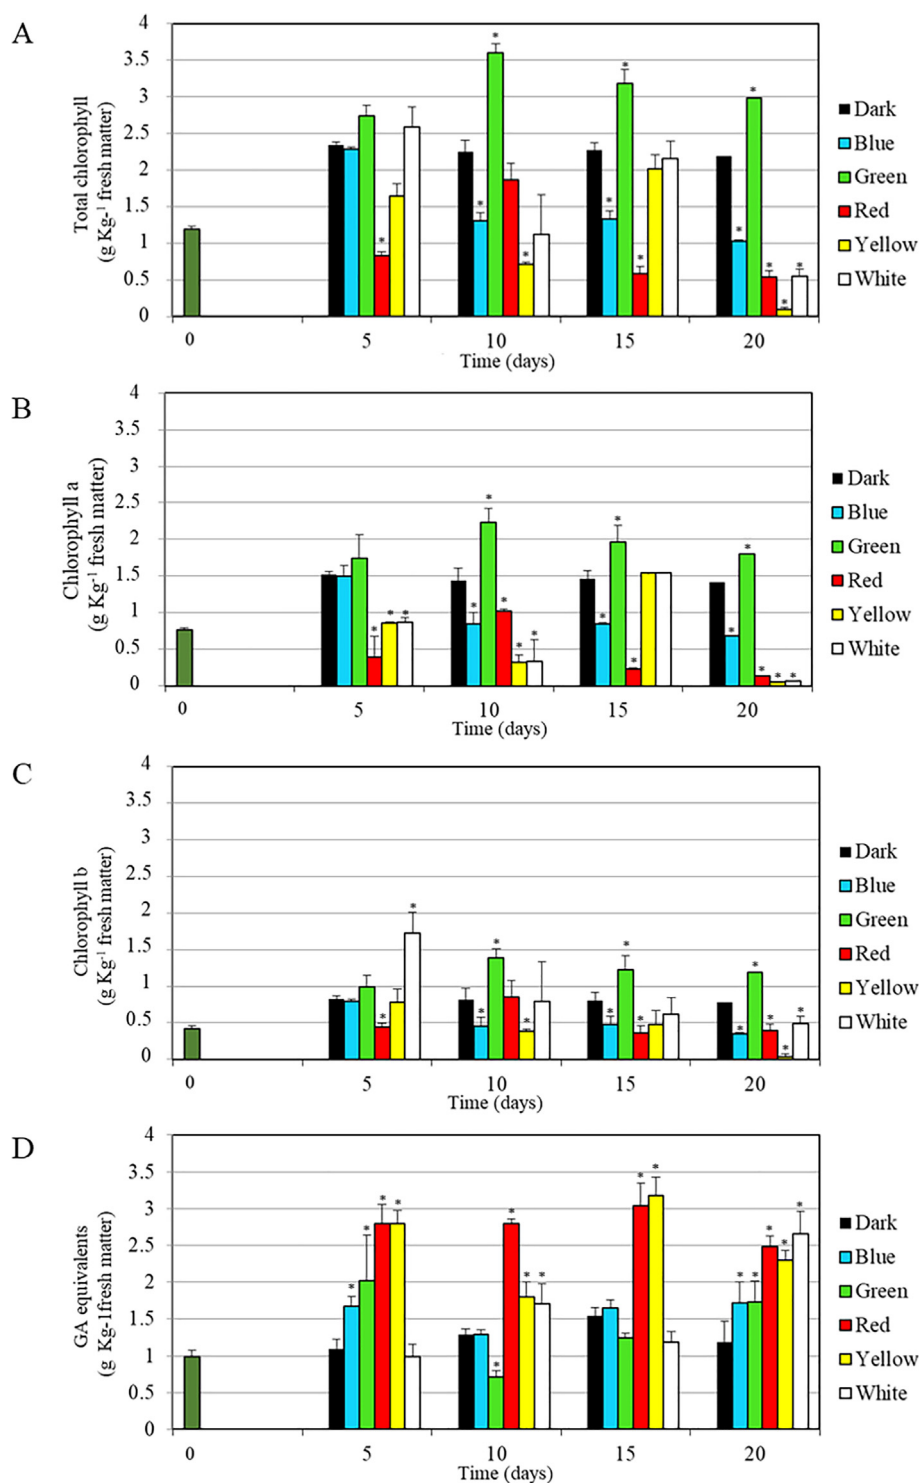 A
Total chlorophyll
(g Kg-¹ fresh matter)
4
3.5
3
2.5
2
1.5
1
0.5
0
* * * * * * * * * * * *
0 5 10 15 20
Time (days)
Dark
Blue
Green
Red
Yellow
White
B
Chlorophyll a
(g Kg⁻¹ fresh matter)
4
3.5
3
2.5
2
1.5
1
0.5
0
* * * * * * * * * * * * * * * *
0 5 10 15 20
Time (days)
Dark
Blue
Green
Red
Yellow
White
C
Chlorophyll b
(g Kg⁻¹ fresh matter)
4
3.5
3
2.5
2
1.5
1
0.5
0
* * * * * * * * * * * * *
0 5 10 15 20
Time (days)
Dark
Blue
Green
Red
Yellow
White
D
GA equivalents
(g Kg-1fresh matter)
4
3.5
3
2.5
2
1.5
1
0.5
0
* * * * * * * * * * * * * * *
0 5 10 15 20
Time (days)
Dark
Blue
Green
Red
Yellow
White